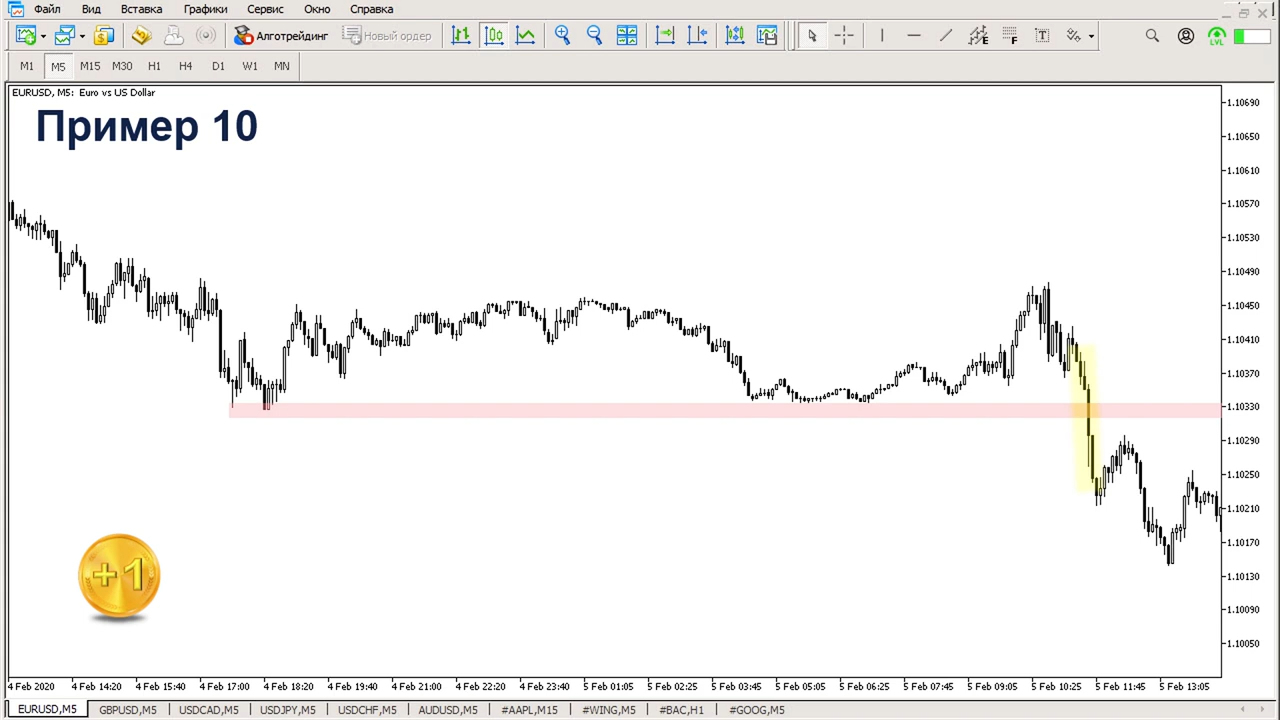 Файл Вид Вставка Графики Сервис Окно Справка
Алготрейдинг Новый ордер E F T LVL
M1 M5 M15 M30 H1 H4 D1 W1 MN
EURUSD, M5: Euro vs US Dollar
Пример 10
1.10690
1.10650
1.10610
1.10570
1.10530
1.10490
1.10450
1.10410
1.10370
1.10330
1.10290
1.10250
1.10210
1.10170
1.10130
1.10090
1.10050
+1
4 Feb 2020 4 Feb 14:20 4 Feb 15:40 4 Feb 17:00 4 Feb 18:20 4 Feb 19:40 4 Feb 21:00 4 Feb 22:20 4 Feb 23:40 5 Feb 01:05 5 Feb 02:25 5 Feb 03:45 5 Feb 05:05 5 Feb 06:25 5 Feb 07:45 5 Feb 09:05 5 Feb 10:25 5 Feb 11:45 5 Feb 13:05
EURUSD,M5 GBPUSD,M5 USDCAD,M5 USDJPY,M5 USDCHF,M5 AUDUSD,M5 #AAPL,M15 #WING,M5 #BAC,H1 #GOOG,M5